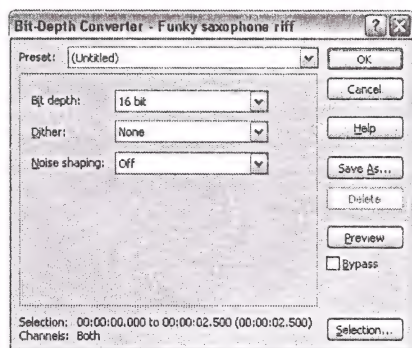 Bit-Depth Converter - Funky saxophone riff
Preset: (Untitled)
OK
Cancel
Bit depth: 16 bit
Dither: None
Help
Noise shaping: Off
Save As...
Delete
Preview
Bypass
Selection: 00:00:00.000 to 00:00:02.500 (00:00:02.500)
Channels: Both
Selection...